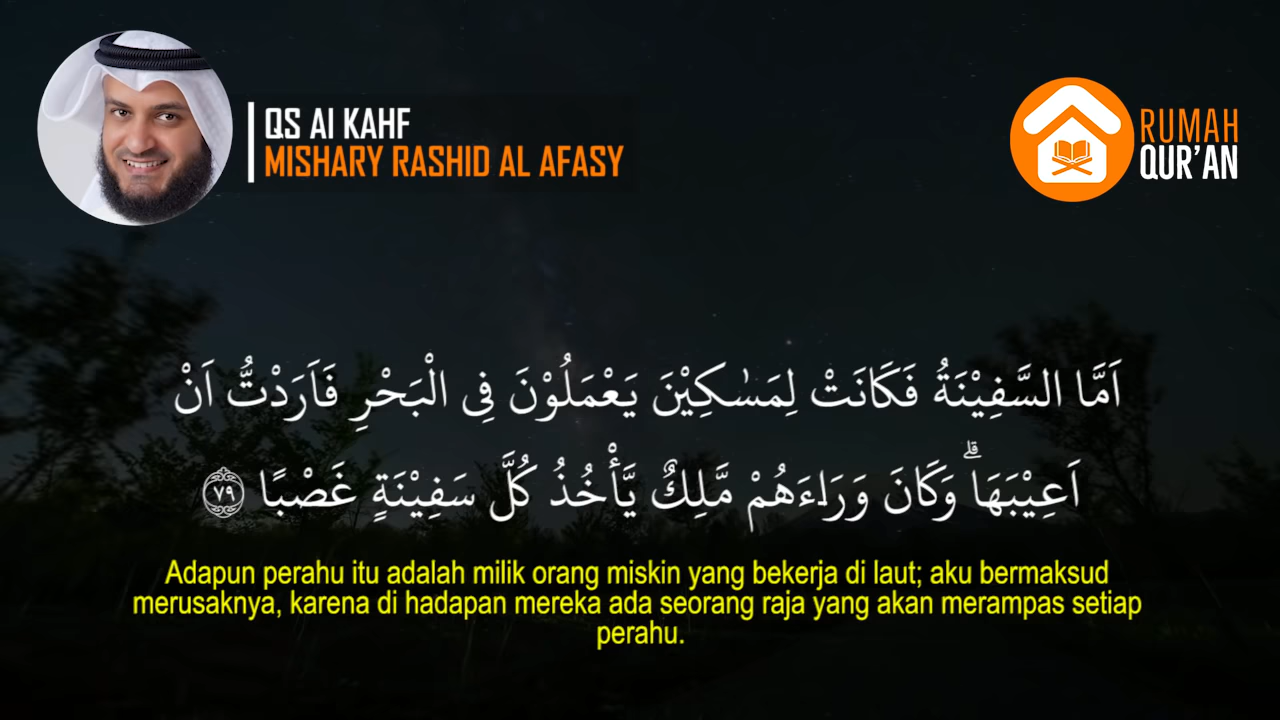 QS Al KAHF
MISHARY RASHID AL AFASY
RUMAH
QUR'AN
اَمَّا السَّفِيْنَةُ فَكَانَتْ لِمَسٰكِيْنَ يَعْمَلُوْنَ فِى الْبَحْرِ فَاَرَدْتُّ اَنْ
اَعِيْبَهَاۗ وَكَانَ وَرَاۤءَهُمْ مَّلِكٌ يَّأْخُذُ كُلَّ سَفِيْنَةٍ غَصْبًا ٧٩
Adapun perahu itu adalah milik orang miskin yang bekerja di laut; aku bermaksud
merusaknya, karena di hadapan mereka ada seorang raja yang akan merampas setiap
perahu.